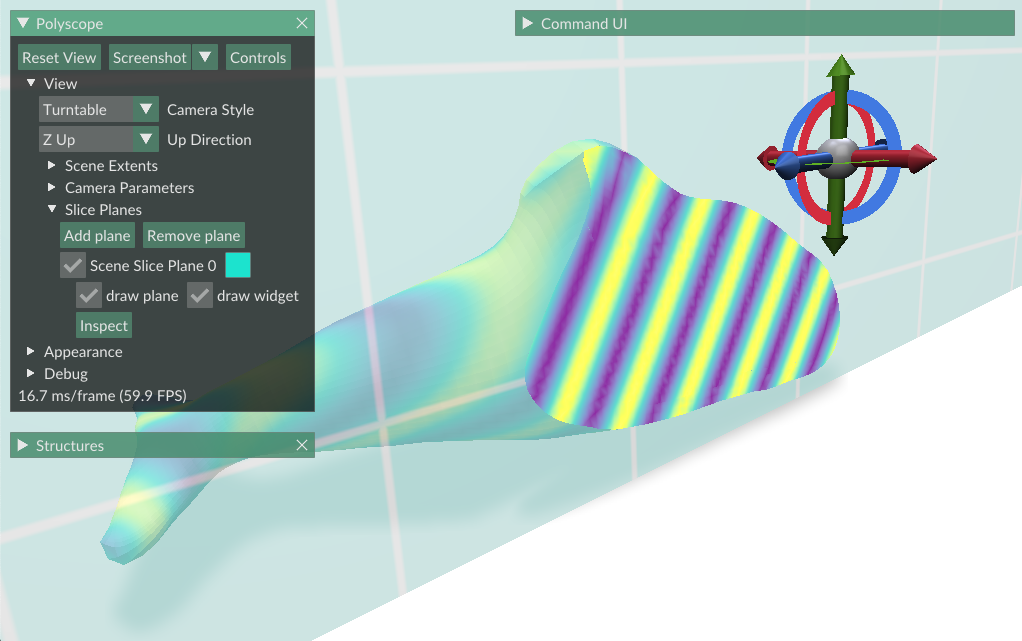 Polyscope
Command UI
Reset View Screenshot Controls
View
Turntable Camera Style
Z Up Up Direction
Scene Extents
Camera Parameters
Slice Planes
Add plane Remove plane
Scene Slice Plane 0
draw plane draw widget
Inspect
Appearance
Debug
16.7 ms/frame (59.9 FPS)
Structures